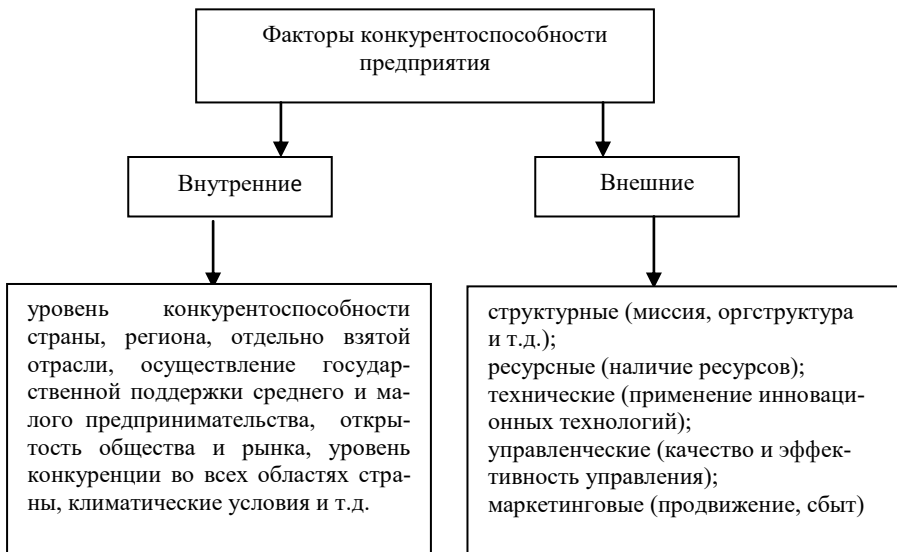 Факторы конкурентоспособности
предприятия
Внутренние
Внешние
уровень конкурентоспособности
страны, региона, отдельно взятой
отрасли, осуществление государ-
ственной поддержки среднего и ма-
лого предпринимательства, откры-
тость общества и рынка, уровень
конкуренции во всех областях стра-
ны, климатические условия и т.д.
структурные (миссия, оргструктура
и т.д.);
ресурсные (наличие ресурсов);
технические (применение инноваци-
онных технологий);
управленческие (качество и эффек-
тивность управления);
маркетинговые (продвижение, сбыт)